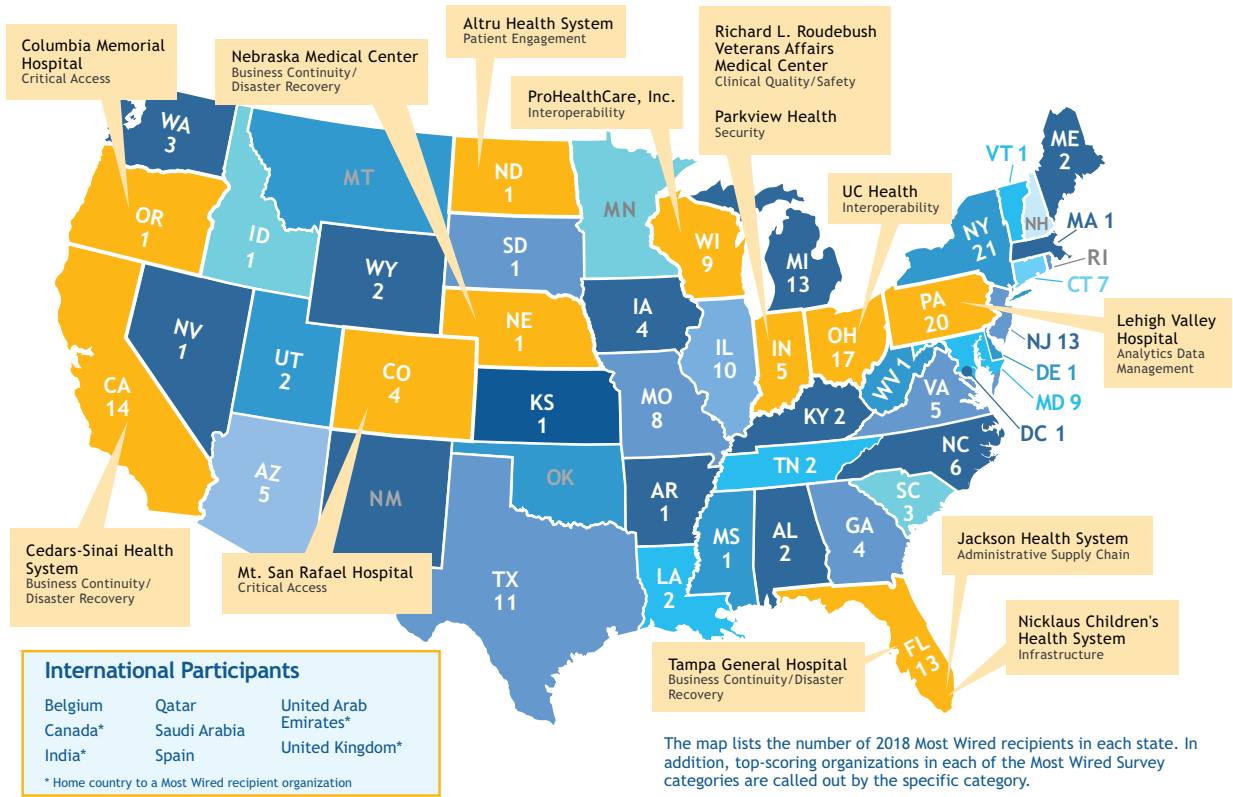 Columbia Memorial
Hospital
Critical Access
Nebraska Medical Center
Business Continuity/
Disaster Recovery
Altru Health System
Patient Engagement
ProHealthCare, Inc.
Interoperability
Richard L. Roudebush
Veterans Affairs
Medical Center
Clinical Quality/Safety
Parkview Health
Security
UC Health
Interoperability
WA
3
MT
ND
1
MN
VT 1
ME
2
OR
1
ID
1
SD
1
WI
9
MI
13
NY
21
NH
MA 1
RI
CT 7
WY
2
IA
4
NE
1
PA
20
Lehigh Valley
Hospital
Analytics Data
Management
NV
1
UT
2
CO
4
IL
10
IN
5
OH
17
NJ 13
DE 1
MD 9
DC 1
CA
14
KS
1
MO
8
WV 1
VA
5
KY 2
NC
6
AZ
5
NM
OK
TN 2
AR
1
SC
3
MS
1
AL
2
GA
4
TX
11
LA
2
FL
13
Cedars-Sinai Health
System
Business Continuity/
Disaster Recovery
Mt. San Rafael Hospital
Critical Access
Jackson Health System
Administrative Supply Chain
Nicklaus Children's
Health System
Infrastructure
Tampa General Hospital
Business Continuity/Disaster
Recovery
International Participants
Belgium
Canada*
India*
Qatar
Saudi Arabia
Spain
United Arab
Emirates*
United Kingdom*
* Home country to a Most Wired recipient organization
The map lists the number of 2018 Most Wired recipients in each state. In
addition, top-scoring organizations in each of the Most Wired Survey
categories are called out by the specific category.